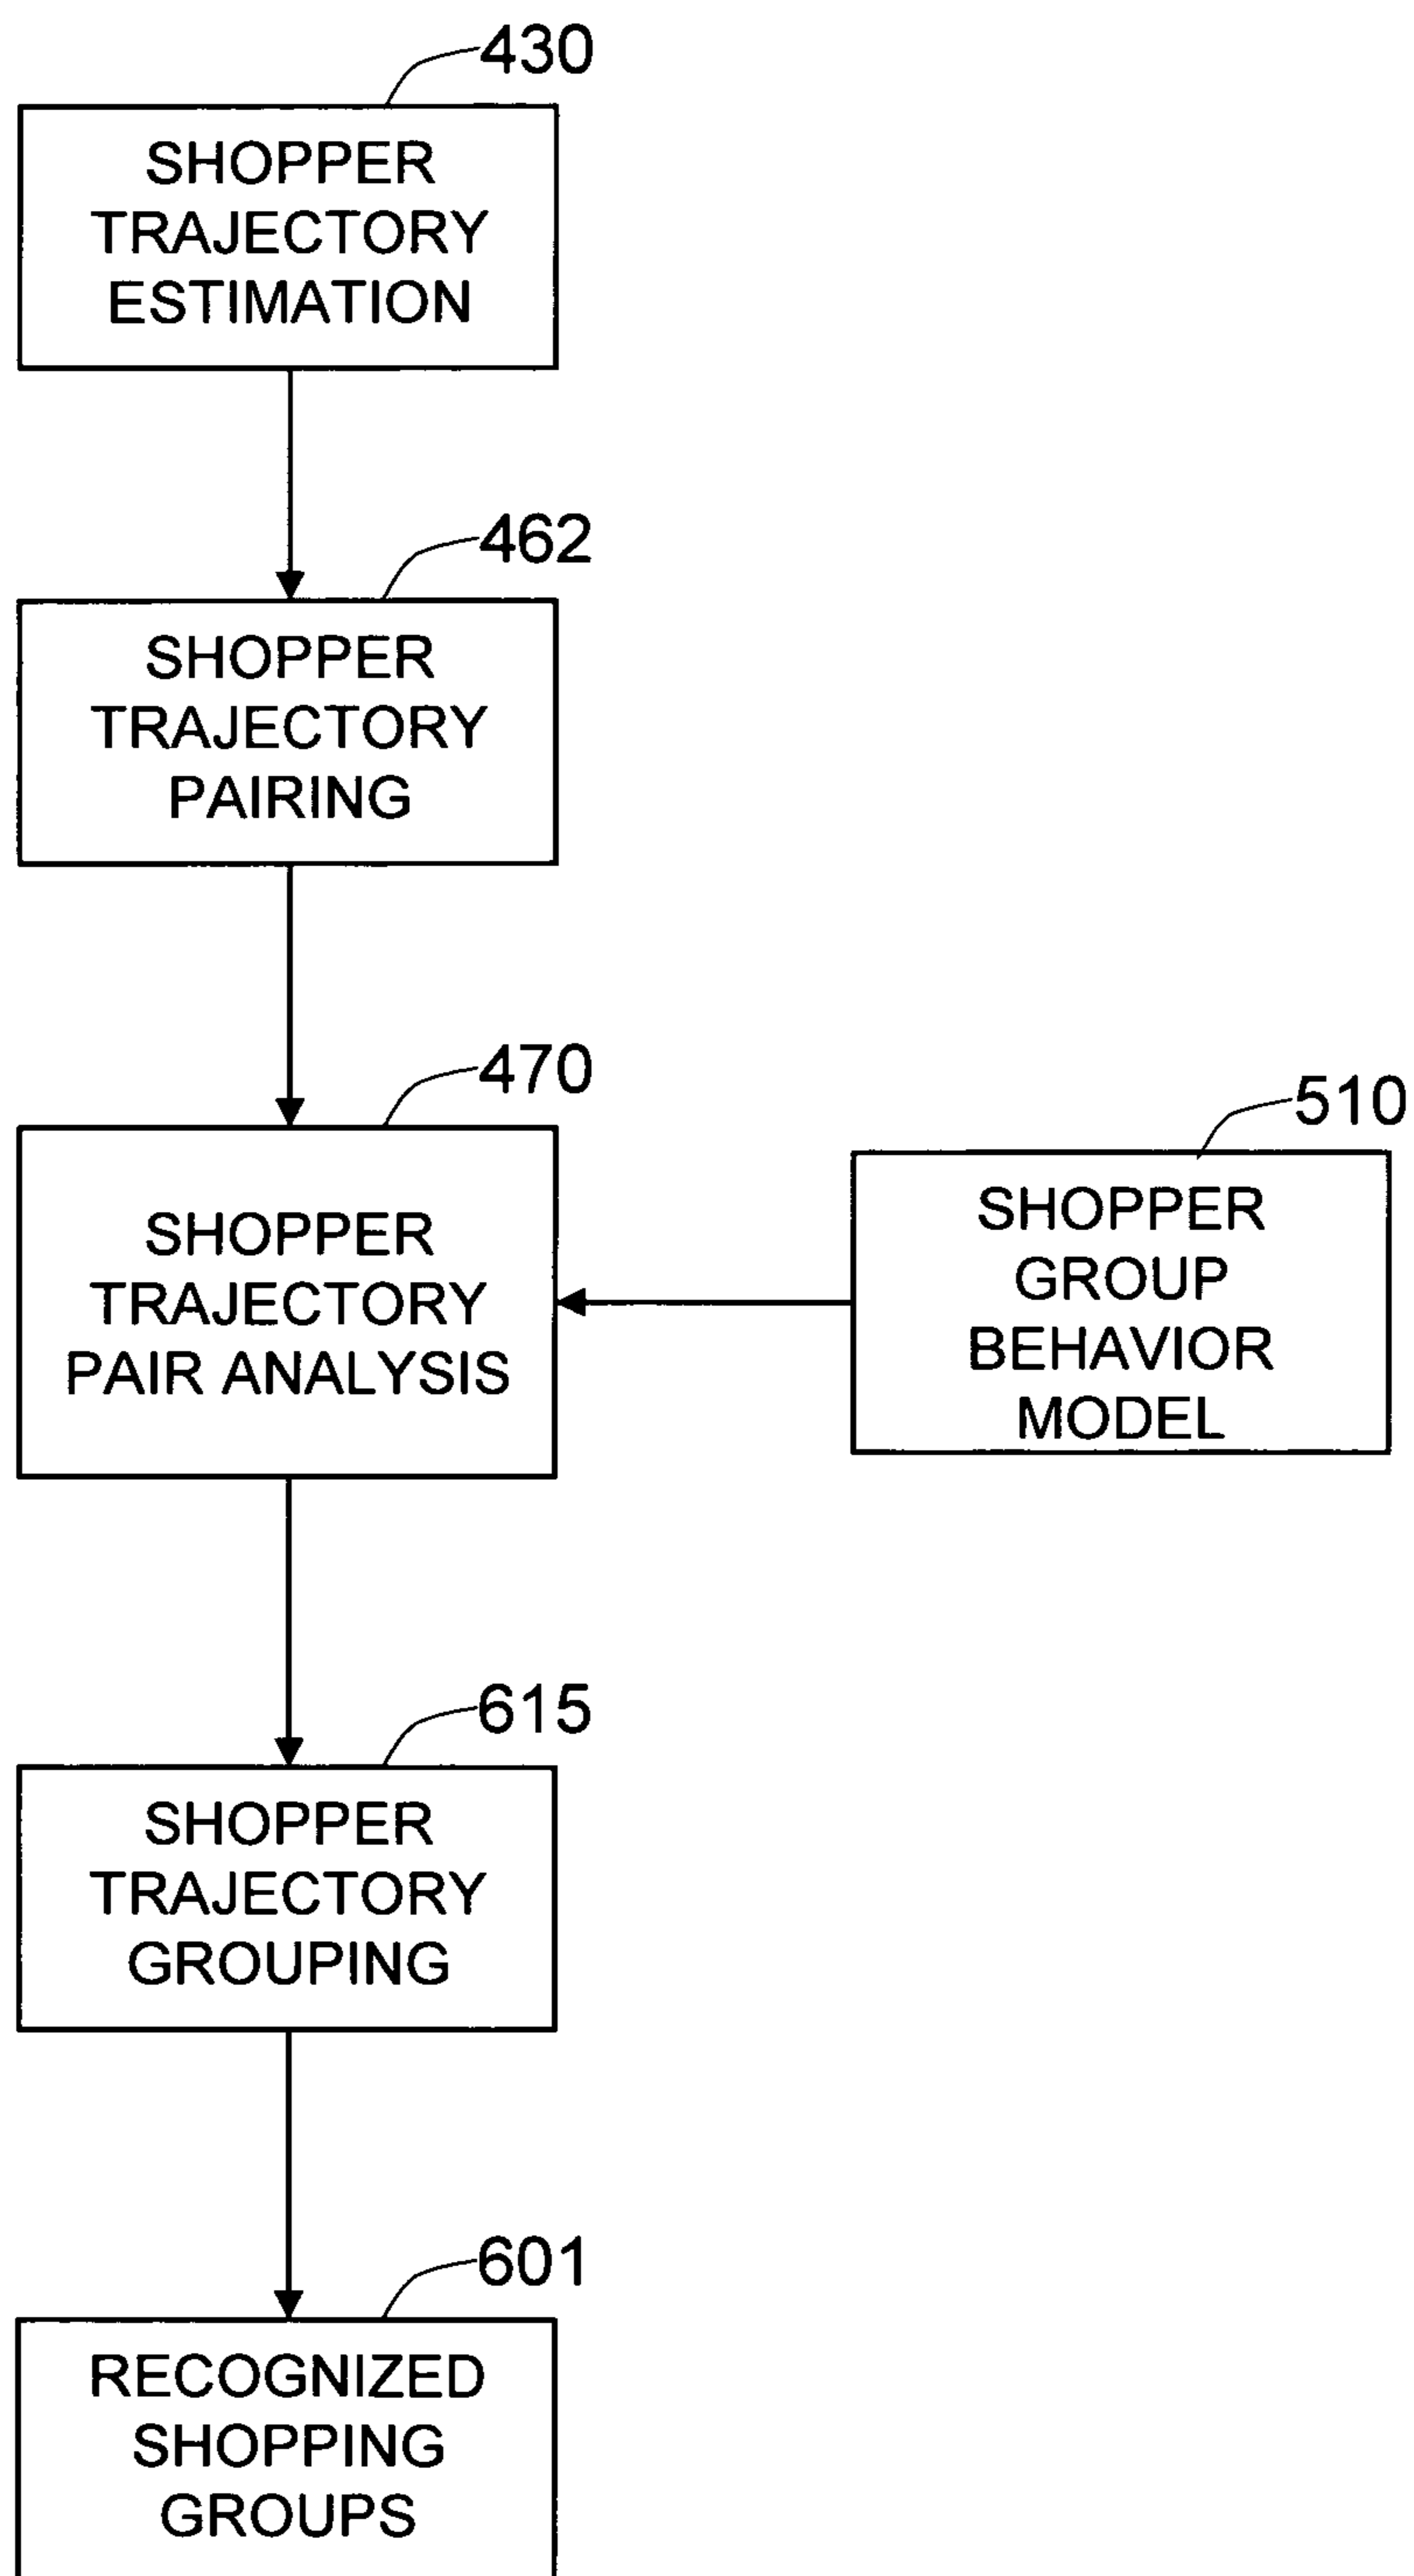 430
SHOPPER
TRAJECTORY
ESTIMATION
462
SHOPPER
TRAJECTORY
PAIRING
470
SHOPPER
TRAJECTORY
PAIR ANALYSIS
510
SHOPPER
GROUP
BEHAVIOR
MODEL
615
SHOPPER
TRAJECTORY
GROUPING
601
RECOGNIZED
SHOPPING
GROUPS